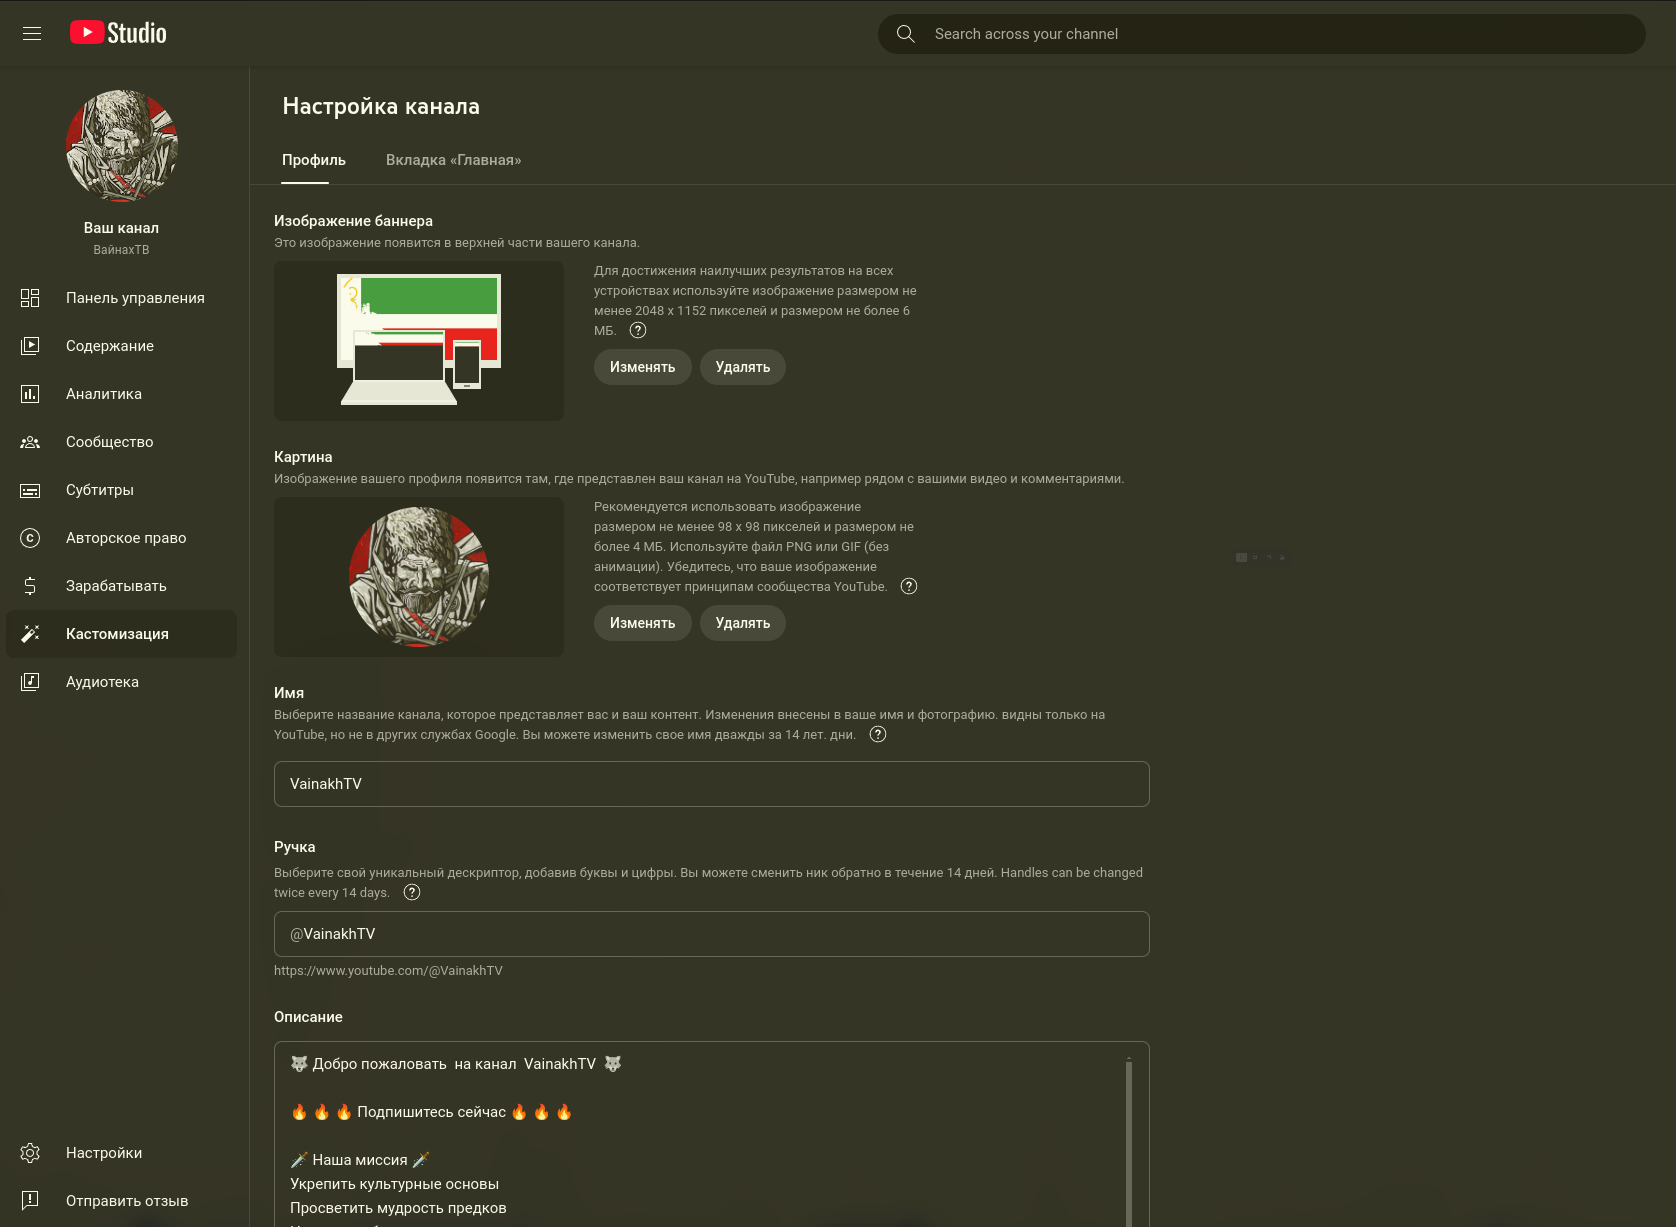 Studio
Search across your channel
Ваш канал
ВайнахТВ
Панель управления
Содержание
Аналитика
Сообщество
Субтитры
Авторское право
Зарабатывать
Кастомизация
Аудиотека
Настройки
Отправить отзыв
Настройка канала
Профиль
Вкладка «Главная»
Изображение баннера
Это изображение появится в верхней части вашего канала.
Для достижения наилучших результатов на всех
устройствах используйте изображение размером не
менее 2048 x 1152 пикселей и размером не более 6
МБ.
Изменять
Удалять
Картина
Изображение вашего профиля появится там, где представлен ваш канал на YouTube, например рядом с вашими видео и комментариями.
Рекомендуется использовать изображение
размером не менее 98 x 98 пикселей и размером не
более 4 МБ. Используйте файл PNG или GIF (без
анимации). Убедитесь, что ваше изображение
соответствует принципам сообщества YouTube.
Изменять
Удалять
Имя
Выберите название канала, которое представляет вас и ваш контент. Изменения внесены в ваше имя и фотографию. видны только на
YouTube, но не в других службах Google. Вы можете изменить свое имя дважды за 14 лет. дни.
VainakhTV
Ручка
Выберите свой уникальный дескриптор, добавив буквы и цифры. Вы можете сменить ник обратно в течение 14 дней. Handles can be changed
twice every 14 days.
@VainakhTV
https://www.youtube.com/@VainakhTV
Описание
🐺 Добро пожаловать на канал VainakhTV 🐺
🔥 🔥 🔥 Подпишитесь сейчас 🔥 🔥 🔥
🗡️ Наша миссия 🗡️
Укрепить культурные основы
Просветить мудрость предков